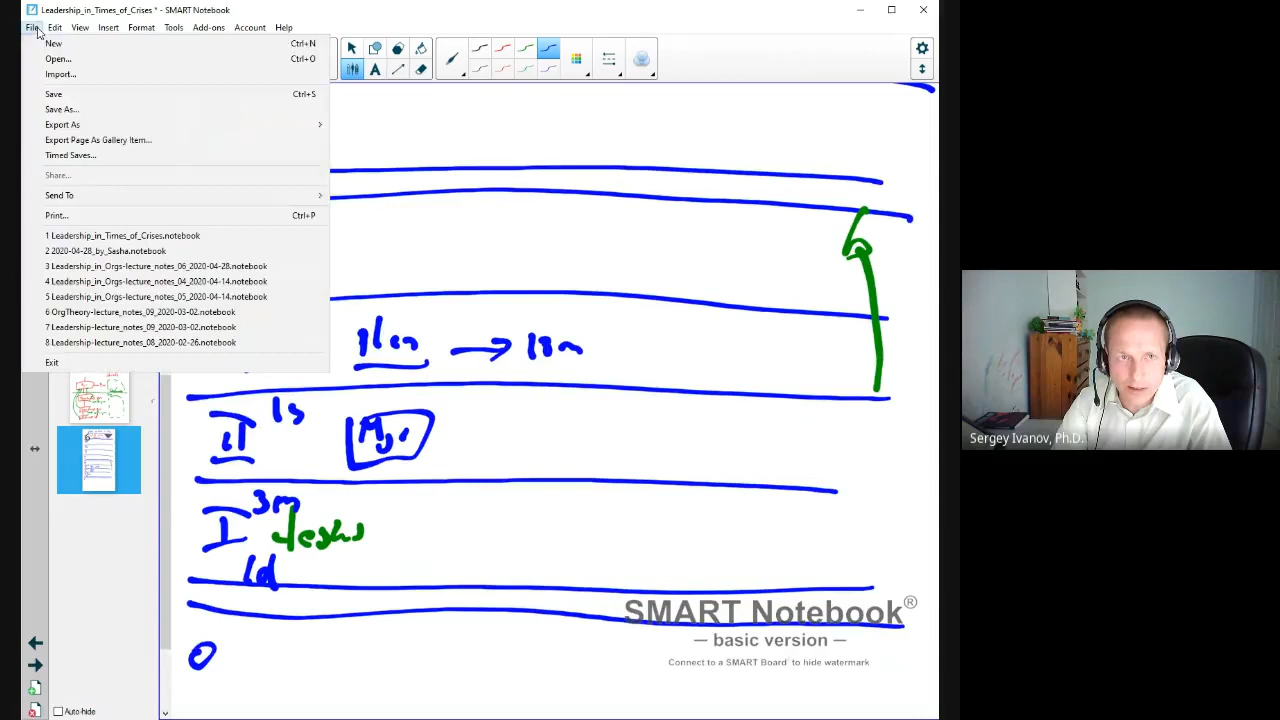 Leadership_in_Times_of_Crises * - SMART Notebook
File Edit View Insert Format Tools Add-ons Account Help
New Ctrl+N
Open... Ctrl+O
Import...
Save Ctrl+S
Save As...
Export As
Export Page As Gallery Item...
Timed Saves...
Share...
Send To
Print... Ctrl+P
1 Leadership_in_Times_of_Crises.notebook
2 2020-04-28_by_Sasha.notebook
3 Leadership_in_Orgs-lecture_notes_06_2020-04-28.notebook
4 Leadership_in_Orgs-lecture_notes_04_2020-04-14.notebook
5 Leadership_in_Orgs-lecture_notes_05_2020-04-14.notebook
6 OrgTheory-lecture_notes_09_2020-03-02.notebook
7 Leadership-lecture_notes_09_2020-03-02.notebook
8 Leadership-lecture_notes_08_2020-02-26.notebook
Exit
II
I 3m
1d
0
SMART Notebook®
— basic version —
Connect to a SMART Board™ to hide watermark
Auto-hide
Sergey Ivanov, Ph.D.